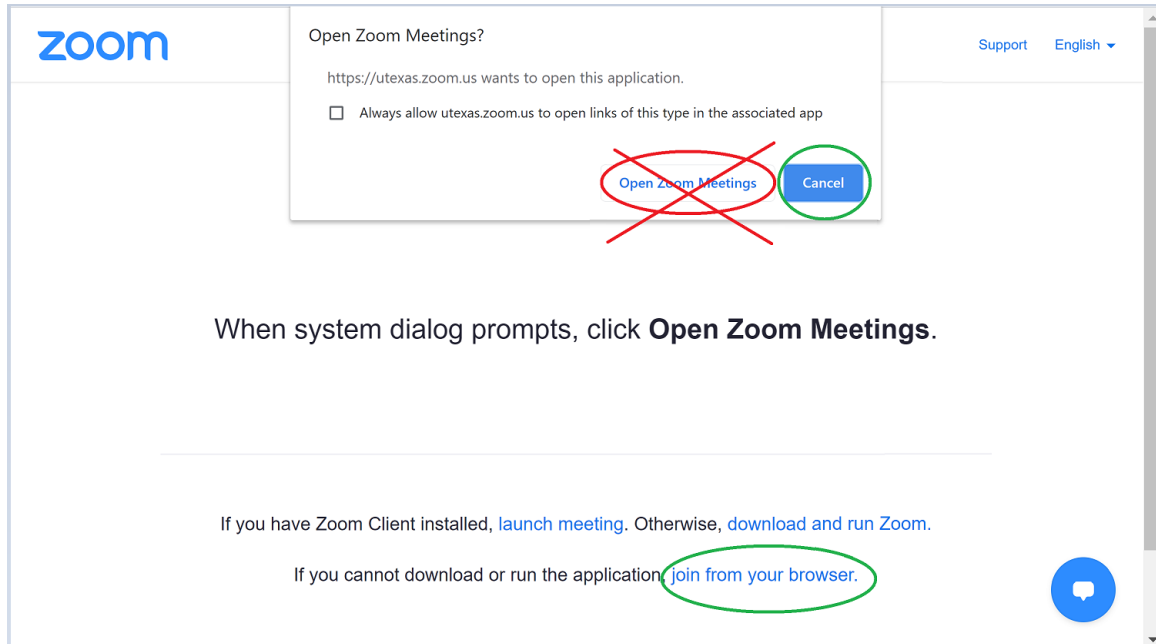 zoom
Open Zoom Meetings?
Support English
https://utexas.zoom.us wants to open this application.
Always allow utexas.zoom.us to open links of this type in the associated app
Open Zoom Meetings Cancel
When system dialog prompts, click Open Zoom Meetings.
If you have Zoom Client installed, launch meeting. Otherwise, download and run Zoom.
If you cannot download or run the application, join from your browser.